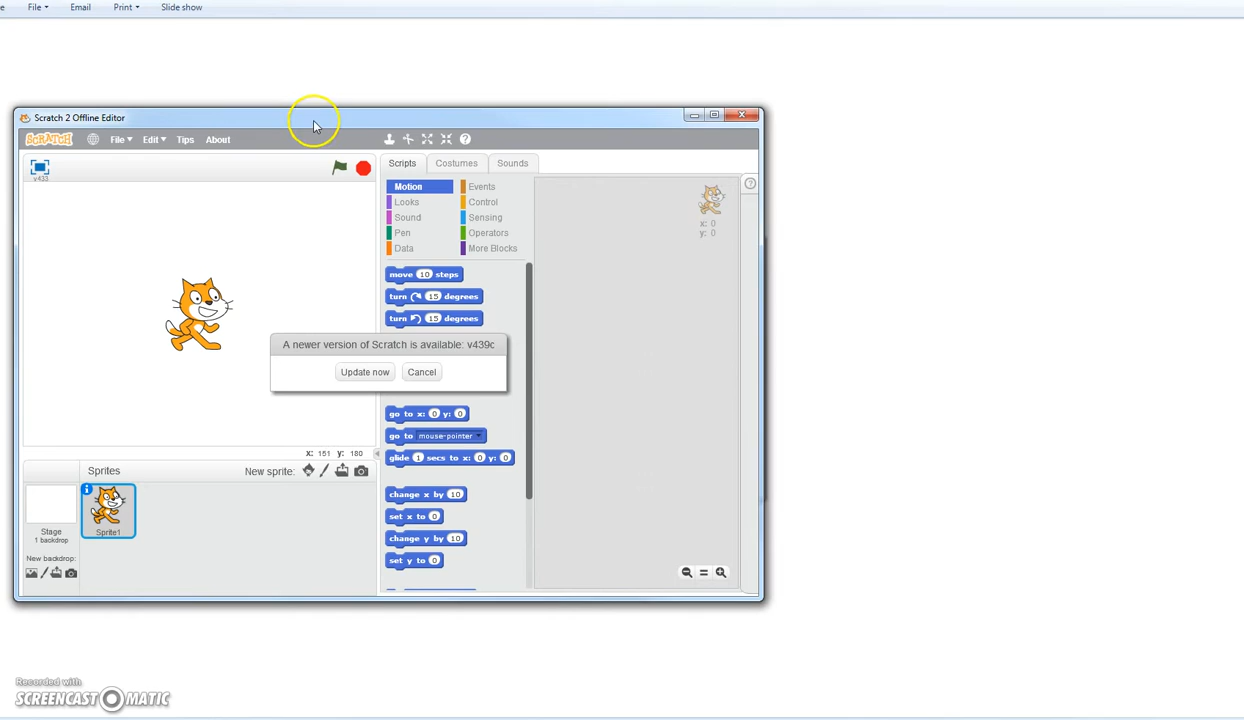 File Email Print Slide show
Scratch 2 Offline Editor
SCRATCH File Edit Tips About
v433
Scripts Costumes Sounds
Motion Events
Looks Control
Sound Sensing
Pen Operators
Data More Blocks
x: 0
y: 0
move 10 steps
turn 15 degrees
turn 15 degrees
A newer version of Scratch is available: v439c
Update now Cancel
go to x: 0 y: 0
go to mouse-pointer
glide 1 secs to x: 0 y: 0
x: 151 y: 180
Sprites New sprite:
change x by 10
set x to 0
change y by 10
set y to 0
Sprite1
Stage
1 backdrop
New backdrop:
Recorded with
SCREENCAST MATIC